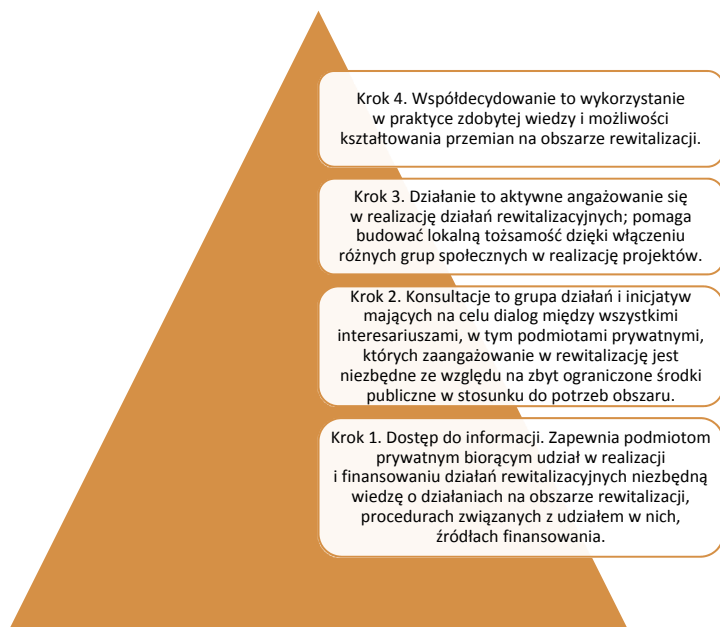 Krok 4. Współdecydowanie to wykorzystanie
w praktyce zdobytej wiedzy i możliwości
kształtowania przemian na obszarze rewitalizacji.
Krok 3. Działanie to aktywne angażowanie się
w realizację działań rewitalizacyjnych; pomaga
budować lokalną tożsamość dzięki włączeniu
różnych grup społecznych w realizację projektów.
Krok 2. Konsultacje to grupa działań i inicjatyw
mających na celu dialog między wszystkimi
interesariuszami, w tym podmiotami prywatnymi,
których zaangażowanie w rewitalizację jest
niezbędne ze względu na zbyt ograniczone środki
publiczne w stosunku do potrzeb obszaru.
Krok 1. Dostęp do informacji. Zapewnia podmiotom
prywatnym biorącym udział w realizacji
i finansowaniu działań rewitalizacyjnych niezbędną
wiedzę o działaniach na obszarze rewitalizacji,
procedurach związanych z udziałem w nich,
źródłach finansowania.